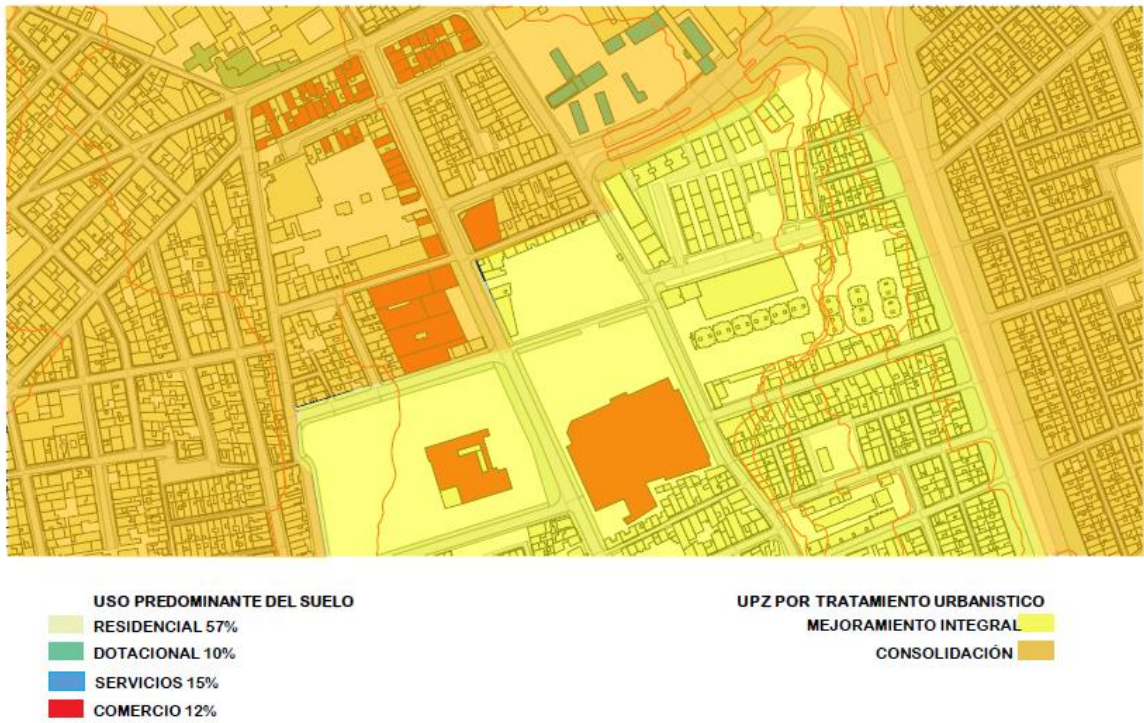 USO PREDOMINANTE DEL SUELO
RESIDENCIAL 57%
DOTACIONAL 10%
SERVICIOS 15%
COMERCIO 12%
UPZ POR TRATAMIENTO URBANISTICO
MEJORAMIENTO INTEGRAL
CONSOLIDACIÓN